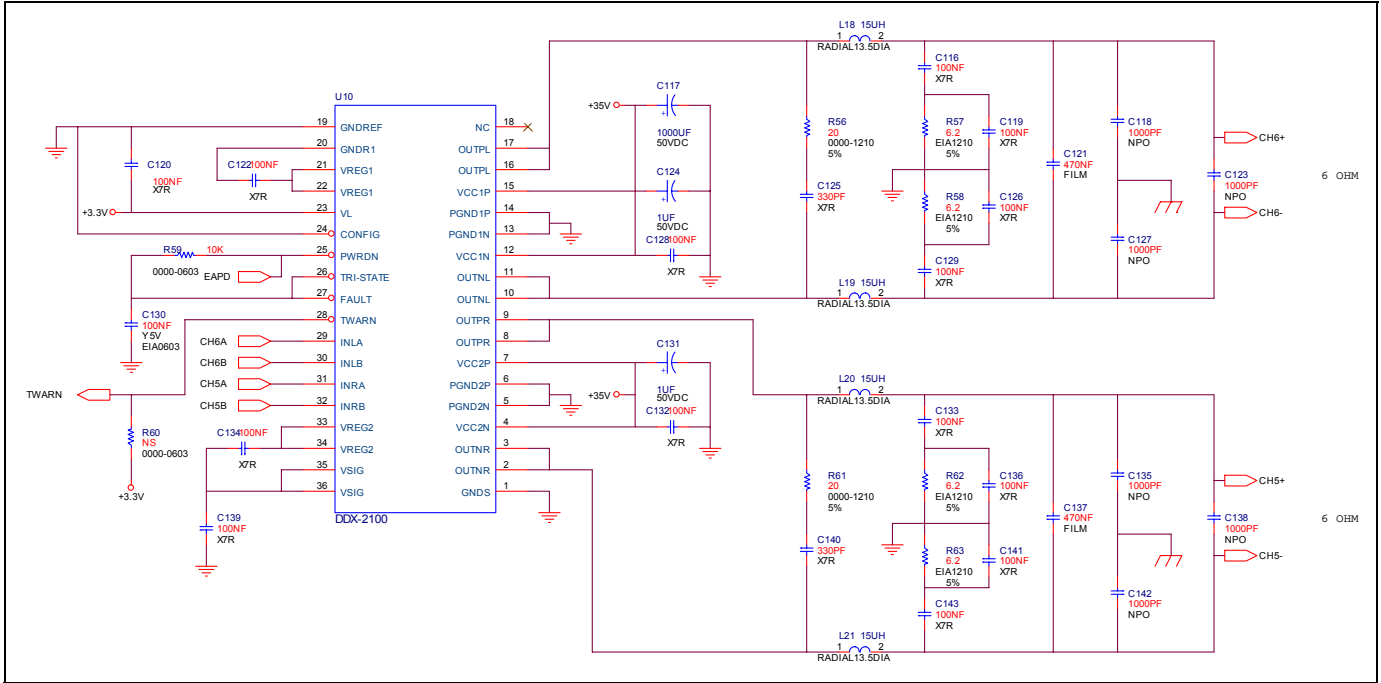 U10
DDX-2100
19 GNDREF
20 GNDR1
21 VREG1
22 VREG1
23 VL
24 CONFIG
25 PWRDN
26 TRI-STATE
27 FAULT
28 TWARN
29 INLA
30 INLB
31 INRA
32 INRB
33 VREG2
34 VREG2
35 VSIG
36 VSIG
NC 18
OUTPL 17
OUTPL 16
VCC1P 15
PGND1P 14
PGND1N 13
VCC1N 12
OUTNL 11
OUTNL 10
OUTPR 9
OUTPR 8
VCC2P 7
PGND2P 6
PGND2N 5
VCC2N 4
OUTNR 3
OUTNR 2
GNDS 1
C120
100NF
X7R
C122 100NF
X7R
+3.3V
R59 10K
0000-0603
EAPD
C130
100NF
Y5V
EIA0603
CH6A
CH6B
CH5A
CH5B
TWARN
R60
NS
0000-0603
+3.3V
C134 100NF
X7R
C139
100NF
X7R
+35V
C117
+
1000UF
50VDC
C124
+
1UF
50VDC
C128 100NF
X7R
C131
+
+35V
1UF
50VDC
C132 100NF
X7R
L18 15UH
1 2
RADIAL13.5DIA
C116
100NF
X7R
R56
20
0000-1210
5%
R57
6.2
EIA1210
5%
C119
100NF
X7R
C118
1000PF
NPO
CH6+
C121
470NF
FILM
C123
1000PF
NPO
6 OHM
C125
330PF
X7R
R58
6.2
EIA1210
5%
C126
100NF
X7R
CH6-
C127
1000PF
NPO
C129
100NF
X7R
L19 15UH
1 2
RADIAL13.5DIA
L20 15UH
1 2
RADIAL13.5DIA
C133
100NF
X7R
R61
20
0000-1210
5%
R62
6.2
EIA1210
5%
C136
100NF
X7R
C135
1000PF
NPO
CH5+
C137
470NF
FILM
C138
1000PF
NPO
6 OHM
C140
330PF
X7R
R63
6.2
EIA1210
5%
C141
100NF
X7R
CH5-
C142
1000PF
NPO
C143
100NF
X7R
L21 15UH
1 2
RADIAL13.5DIA